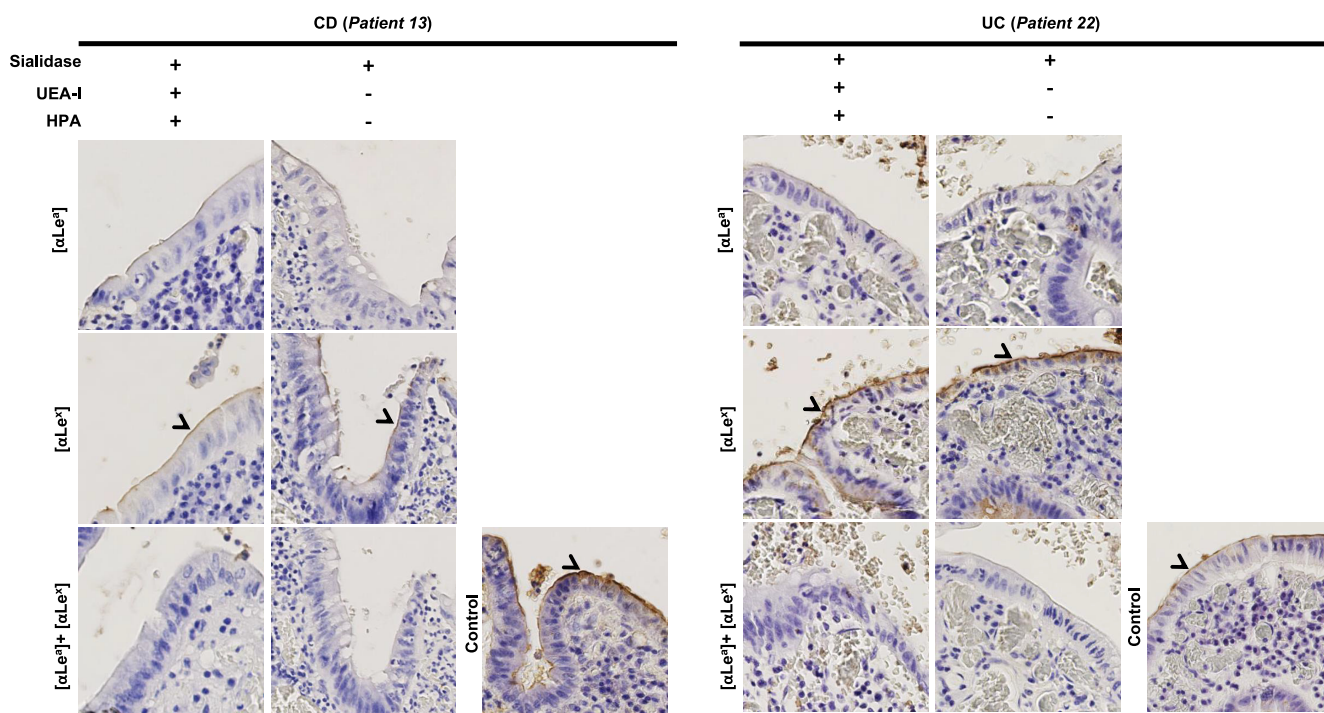 CD (Patient 13)
UC (Patient 22)
Sialidase + + + +
UEA-I + - + -
HPA + - + -
[αLeᵃ]
[αLeᵃ]
[αLeˣ]
[αLeˣ]
[αLeᵃ]+ [αLeˣ]
Control
[αLeᵃ]+ [αLeˣ]
Control